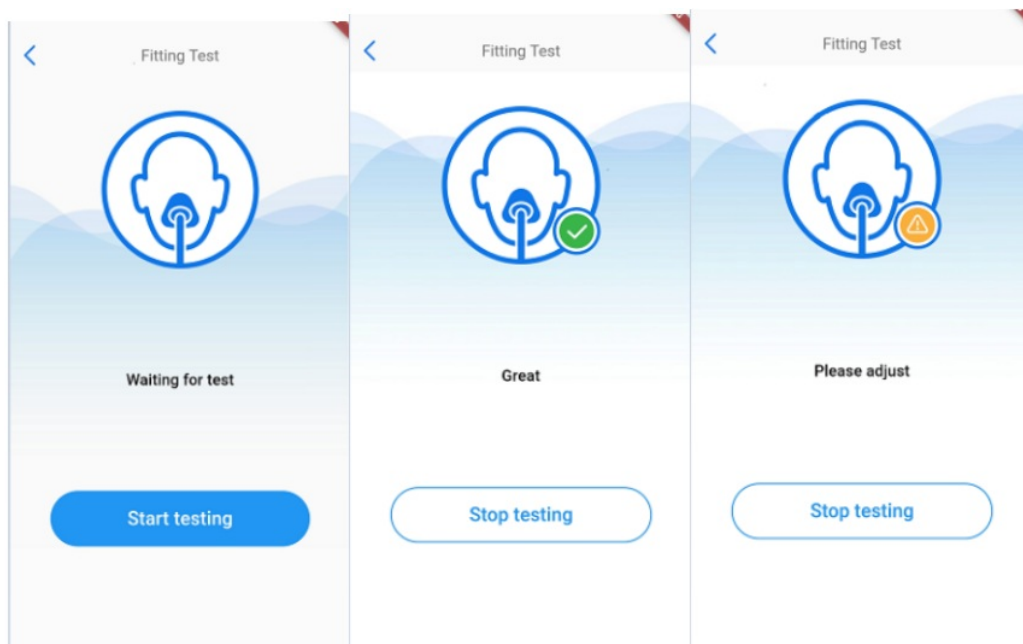 Fitting Test
Waiting for test
Start testing
Fitting Test
Great
Stop testing
Fitting Test
Please adjust
Stop testing